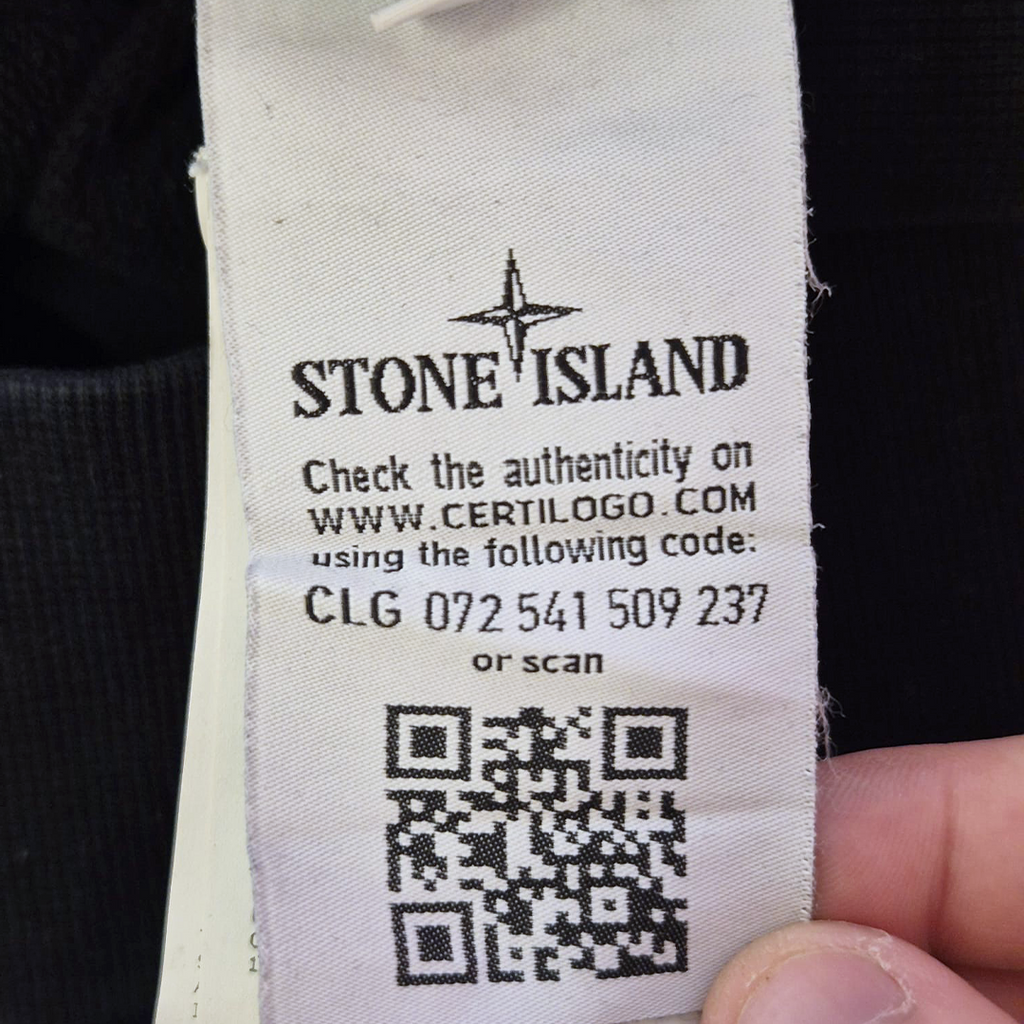 STONE ISLAND
Check the authenticity on
WWW.CERTILOGO.COM
using the following code:
CLG 072 541 509 237
or scan